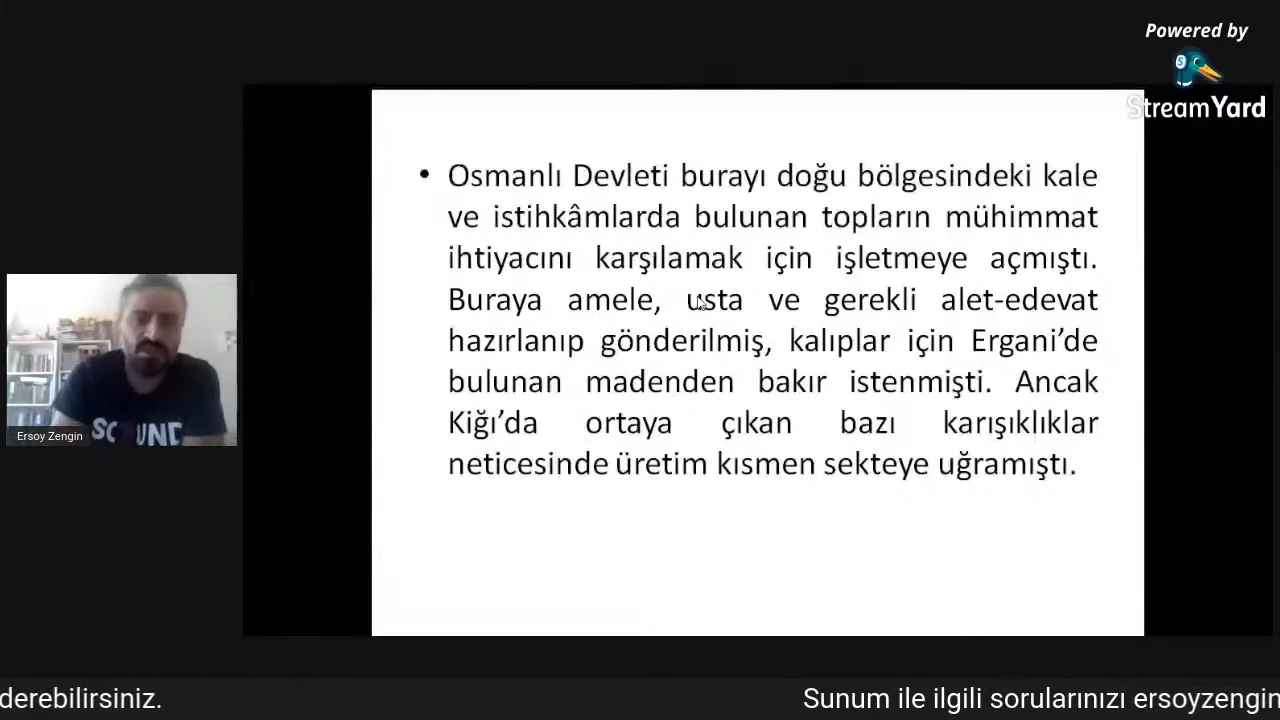 Powered by
StreamYard
• Osmanlı Devleti burayı doğu bölgesindeki kale
ve istihkâmlarda bulunan topların mühimmat
ihtiyacını karşılamak için işletmeye açmıştı.
Buraya amele, usta ve gerekli alet-edevat
hazırlanıp gönderilmiş, kalıplar için Ergani’de
bulunan madenden bakır istenmişti. Ancak
Kiğı’da ortaya çıkan bazı karışıklıklar
neticesinde üretim kısmen sekteye uğramıştı.
Ersoy Zengin
derebilirsiniz.
Sunum ile ilgili sorularınızı ersoyzengin